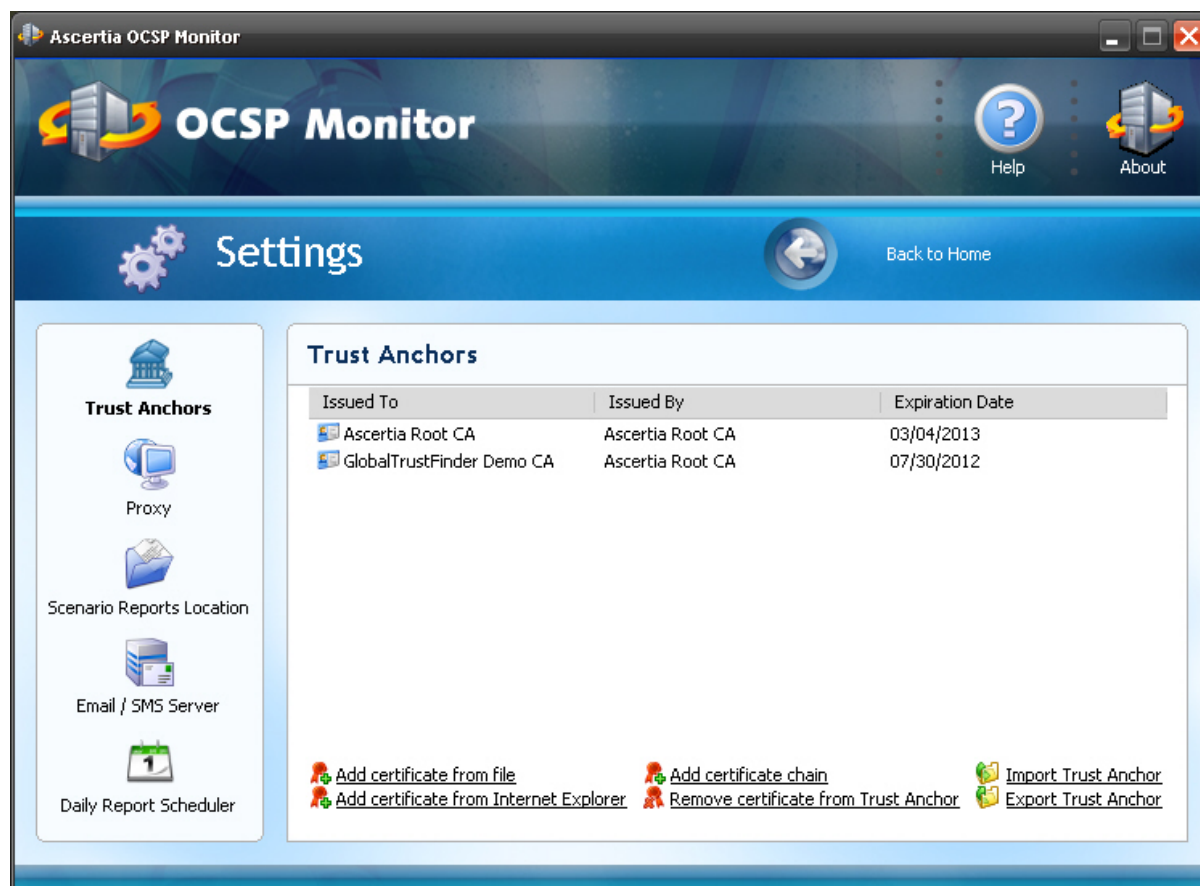 Ascertia OCSP Monitor
OCSP Monitor
Help
About
Settings
Back to Home
Trust Anchors
Proxy
Scenario Reports Location
Email / SMS Server
1
Daily Report Scheduler
Trust Anchors
Issued To Issued By Expiration Date
Ascertia Root CA Ascertia Root CA 03/04/2013
GlobalTrustFinder Demo CA Ascertia Root CA 07/30/2012
Add certificate from file Add certificate chain Import Trust Anchor
Add certificate from Internet Explorer Remove certificate from Trust Anchor Export Trust Anchor